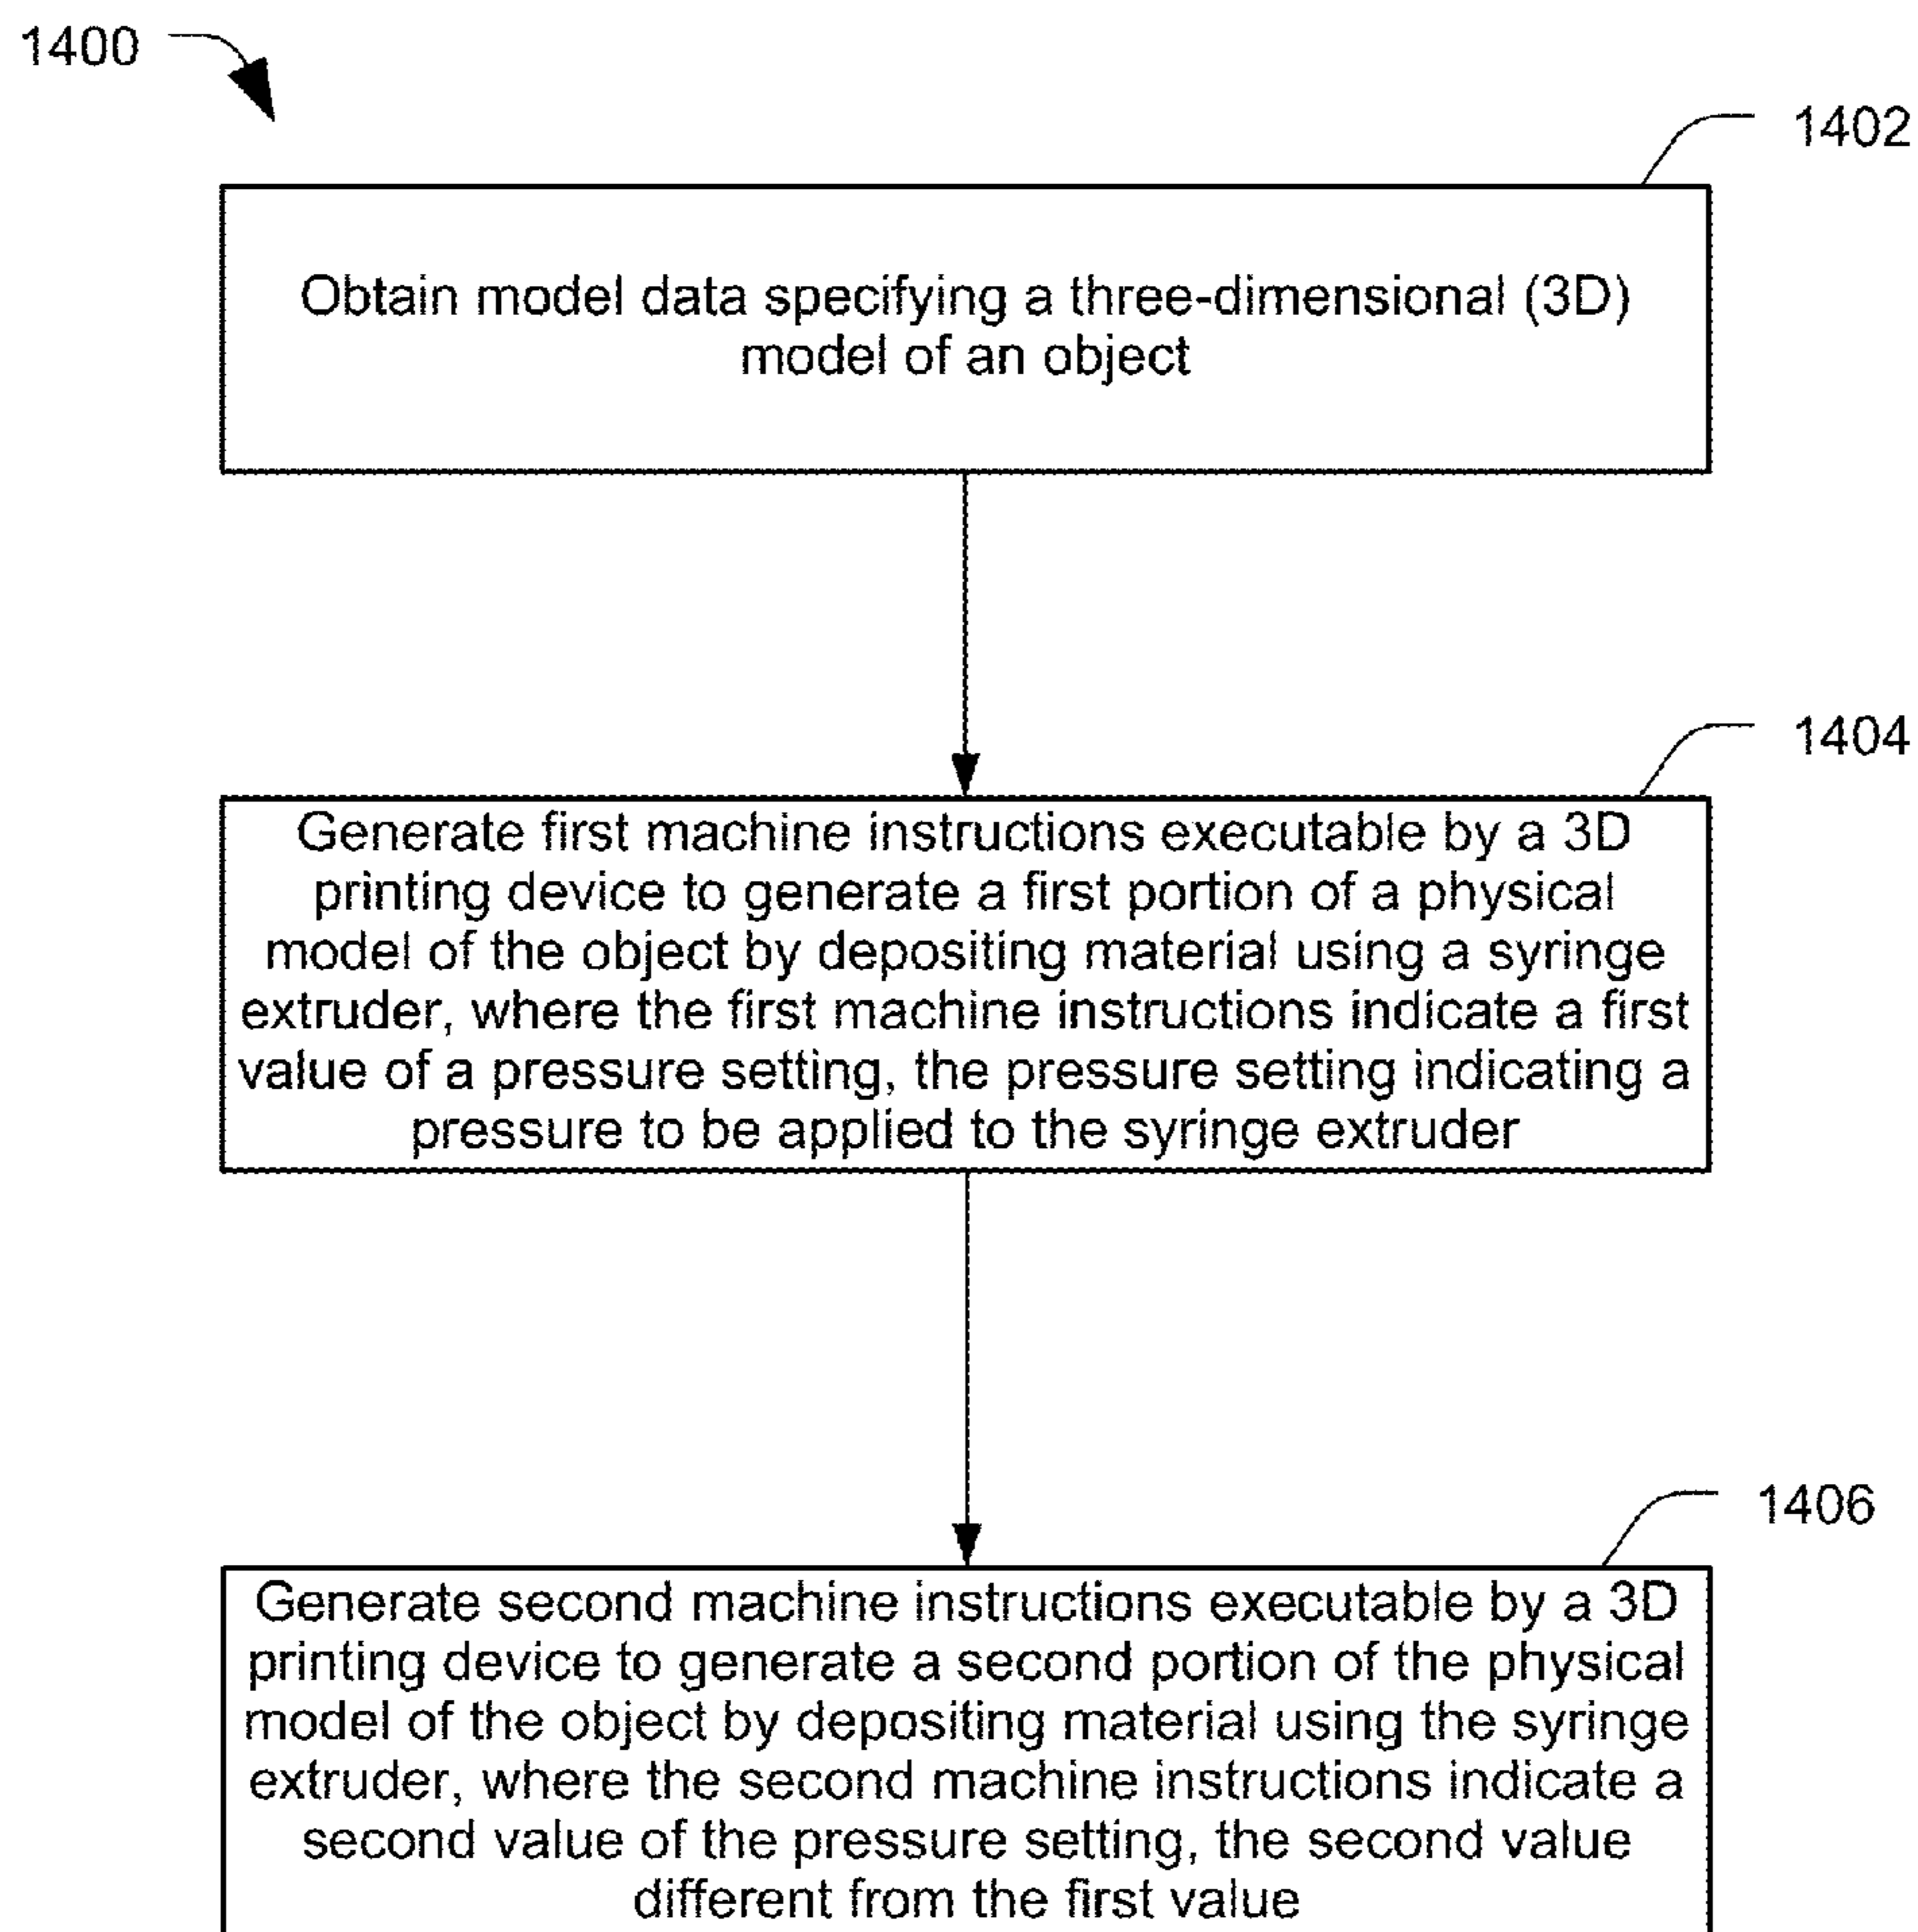 1400
1402
Obtain model data specifying a three-dimensional (3D)
model of an object
1404
Generate first machine instructions executable by a 3D
printing device to generate a first portion of a physical
model of the object by depositing material using a syringe
extruder, where the first machine instructions indicate a first
value of a pressure setting, the pressure setting indicating a
pressure to be applied to the syringe extruder
1406
Generate second machine instructions executable by a 3D
printing device to generate a second portion of the physical
model of the object by depositing material using the syringe
extruder, where the second machine instructions indicate a
second value of the pressure setting, the second value
different from the first value